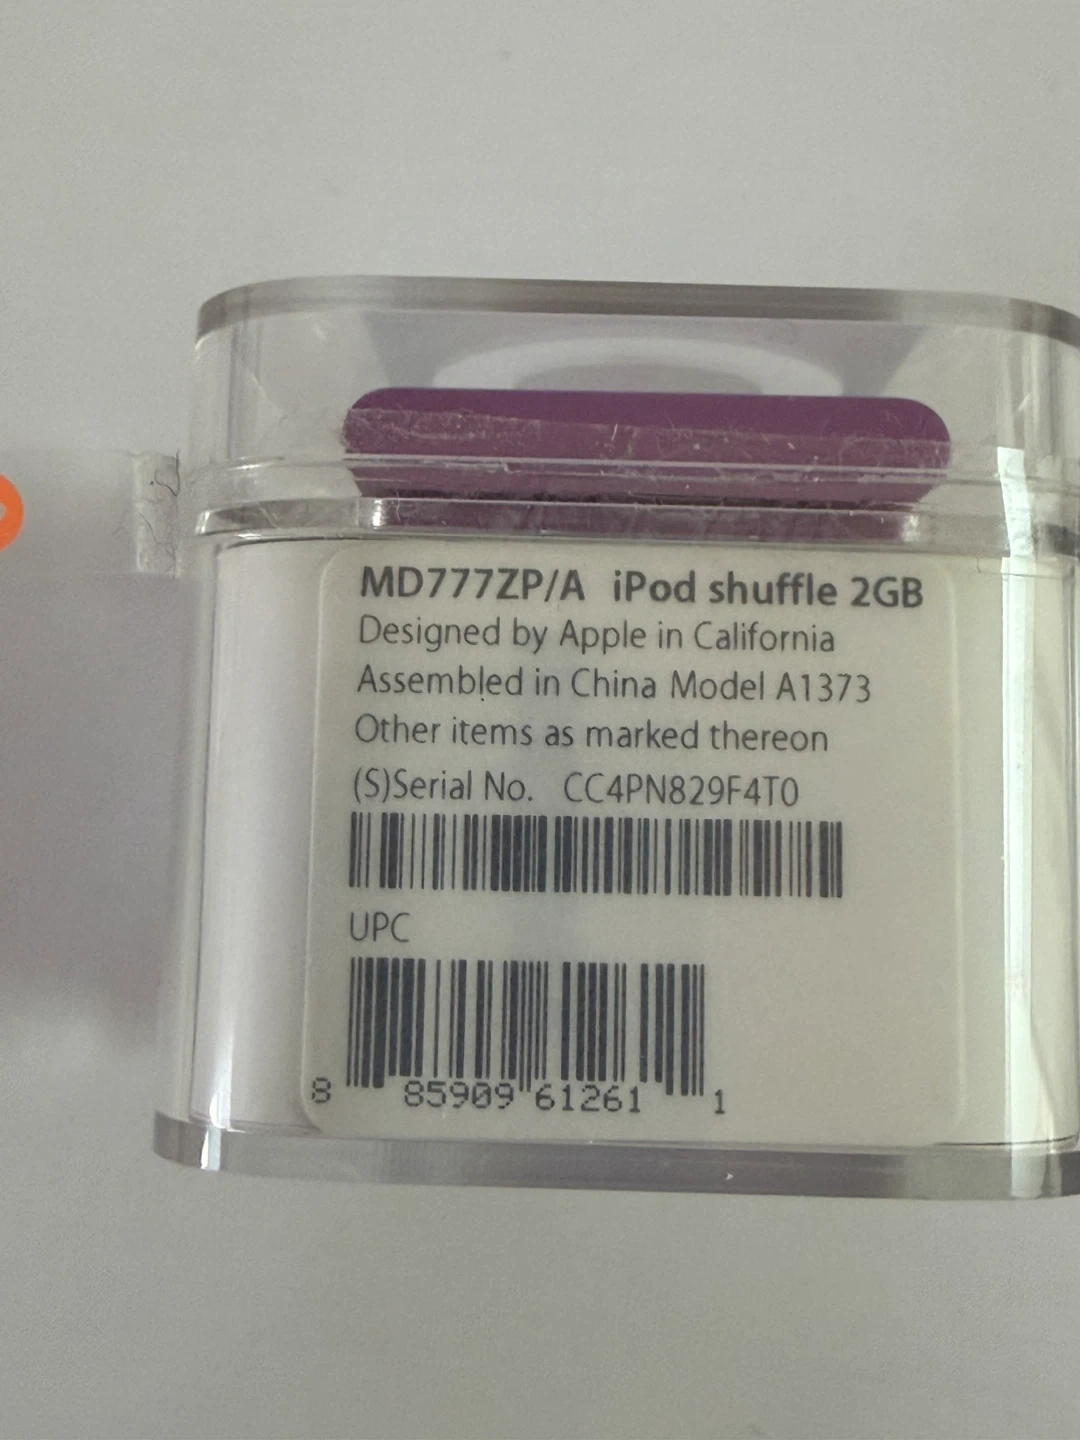 MD777ZP/A iPod shuffle 2GB
Designed by Apple in California
Assembled in China Model A1373
Other items as marked thereon
(S)Serial No. CC4PN829F4T0
UPC
8 85909 61261 1